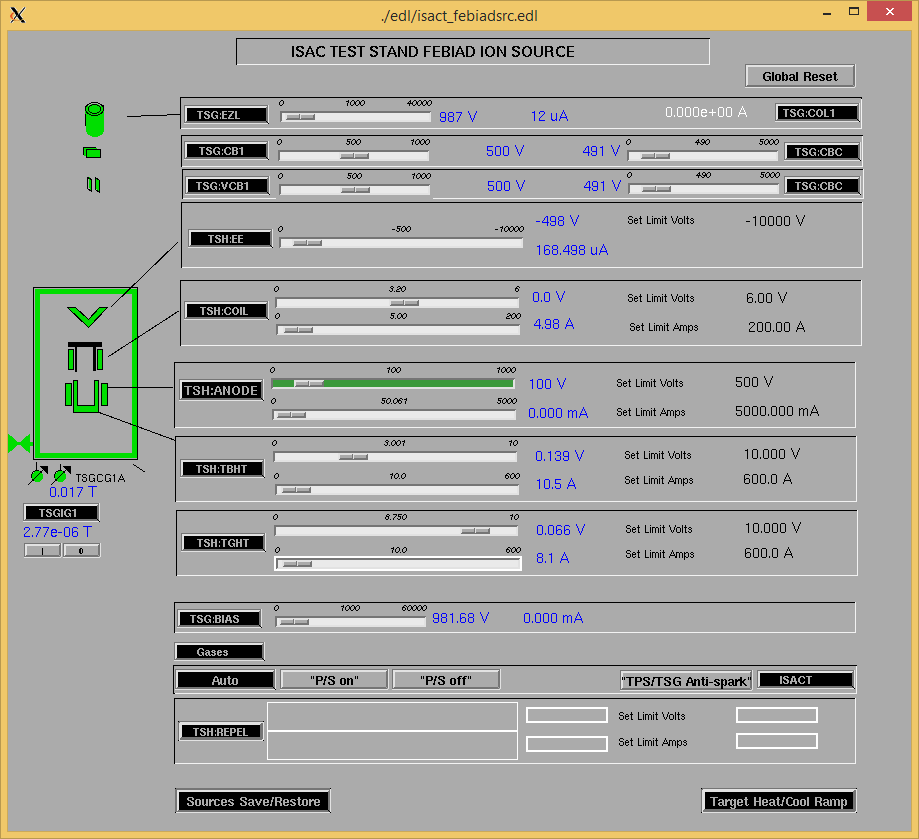 ./edl/isact_febiadsrc.edl
ISAC TEST STAND FEBIAD ION SOURCE
Global Reset
TSG:EZL 0 1000 40000 987 V 12 uA 0.000e+00 A TSG:COL1
TSG:CB1 0 500 1000 500 V 491 V 0 490 5000 TSG:CBC
TSG:VCB1 0 500 1000 500 V 491 V 0 490 5000 TSG:CBC
TSH:EE 0 -500 -10000 -498 V Set Limit Volts -10000 V
168.498 uA
TSH:COIL 0 3.20 6 0.0 V Set Limit Volts 6.00 V
0 5.00 200 4.98 A Set Limit Amps 200.00 A
TSH:ANODE 0 100 1000 100 V Set Limit Volts 500 V
0 50.061 5000 0.000 mA Set Limit Amps 5000.000 mA
TSH:TBHT 0 3.001 10 0.139 V Set Limit Volts 10.000 V
0 10.0 600 10.5 A Set Limit Amps 600.0 A
TSGCG1A
0.017 T
TSGIG1
2.77e-06 T
I 0
TSH:TGHT 0 6.750 10 0.066 V Set Limit Volts 10.000 V
0 10.0 600 8.1 A Set Limit Amps 600.0 A
TSG:BIAS 0 1000 60000 981.68 V 0.000 mA
Gases
Auto "P/S on" "P/S off" "TPS/TSG Anti-spark" ISACT
TSH:REPEL Set Limit Volts
Set Limit Amps
Sources Save/Restore Target Heat/Cool Ramp